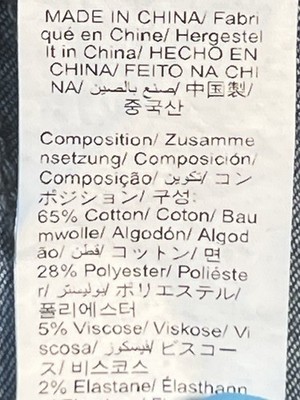 MADE IN CHINA/ Fabri
qué en Chine/ Hergestel
lt in China/ HECHO EN
CHINA/ FEITO NA CHI
NA/ صنع بالصين/ 中国製/
중국산
Composition/ Zusamme
nsetzung/ Composición/
Composição/ تكوين/ コン
ポジション/ 구성:
65% Cotton/ Coton/ Bau
mwolle/ Algodón/ Algod
ão/ قطن/ コットン/ 면
28% Polyester/ Poliéste
r/ بوليستر/ ポリエステル/
폴리에스터
5% Viscose/ Viskose/ Vi
scosa/ فيسكوز/ ビスコー
ス/ 비스코스
2% Elastane/ Élasthann